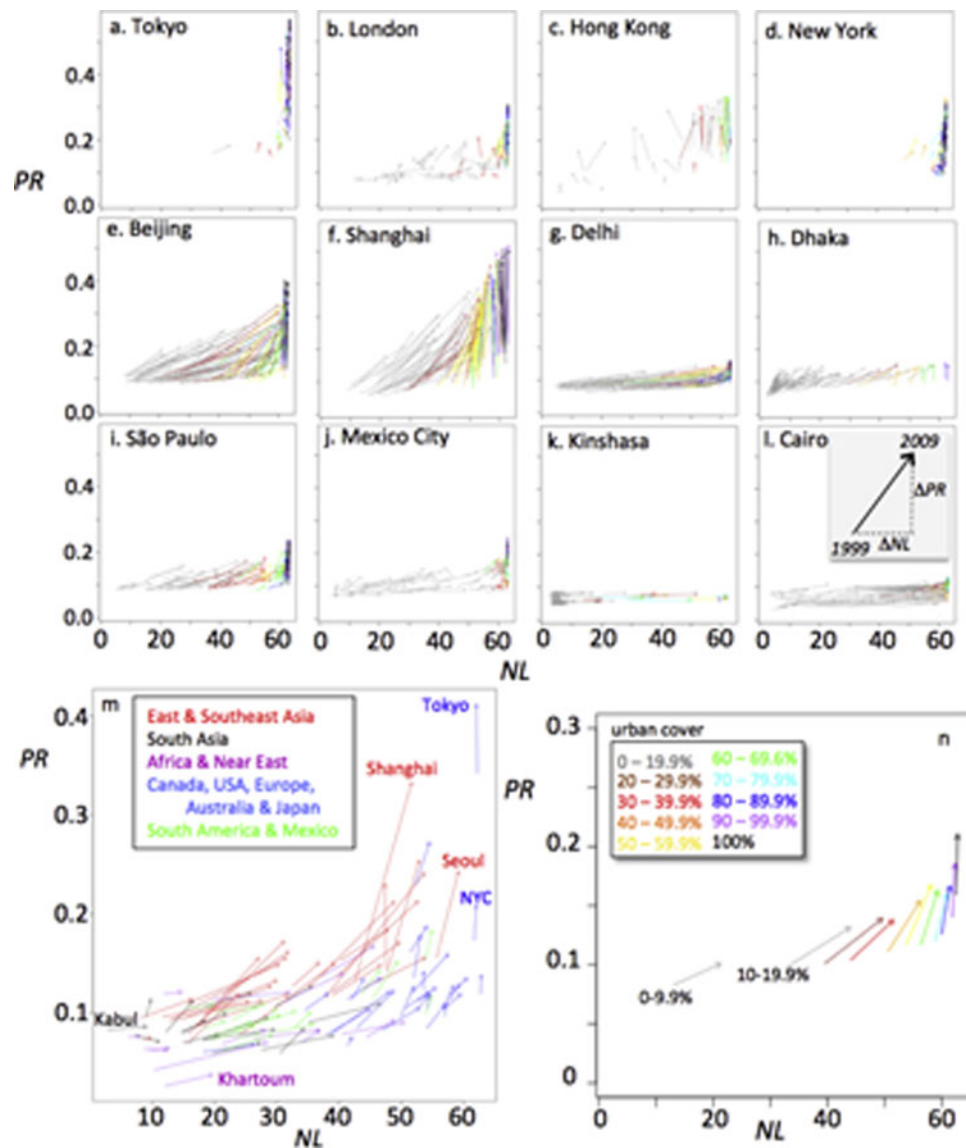 a. Tokyo
b. London
c. Hong Kong
d. New York
0.4
0.2
PR
0.0
e. Beijing
f. Shanghai
g. Delhi
h. Dhaka
0.4
0.2
0.0
i. São Paulo
j. Mexico City
k. Kinshasa
l. Cairo
2009
0.4
ΔPR
0.2
1999
ΔNL
0.0
0 20 40 60 0 20 40 60 0 20 40 60 0 20 40 60
NL
m
East & Southeast Asia
South Asia
Africa & Near East
Canada, USA, Europe,
Australia & Japan
South America & Mexico
Tokyo
Shanghai
Seoul
NYC
Kabul
Khartoum
PR
0.4
0.3
0.2
0.1
10 20 30 40 50 60
NL
n
urban cover
0 – 19.9%
20 – 29.9%
30 – 39.9%
40 – 49.9%
50 – 59.9%
60 – 69.6%
70 – 79.9%
80 – 89.9%
90 – 99.9%
100%
PR
0.3
0.2
0.1
0
0-9.9%
10-19.9%
0 20 40 60
NL